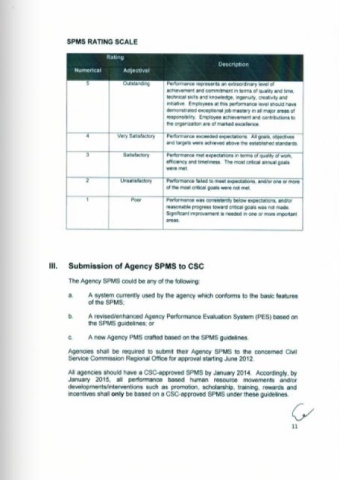 SPMS RATING SCALE
Rating
Description
Numerical
Adjectival
5
Outstanding
Performance represents an extraordinary level of
achievement and commitment in terms of quality and time,
technical skills and knowledge, ingenuity, creativity and
initiative. Employees at this performance level should have
demonstrated exceptional job mastery in all major areas of
responsibility. Employee achievement and contributions to
the organization are of marked excellence.
4
Very Satisfactory
Performance exceeded expectations. All goals, objectives
and targets were achieved above the established standards.
3
Satisfactory
Performance met expectations in terms of quality of work,
efficiency and timeliness. The most critical annual goals
were met.
2
Unsatisfactory
Performance failed to meet expectations, and/or one or more
of the most critical goals were not met.
1
Poor
Performance was consistently below expectations, and/or
reasonable progress toward critical goals was not made.
Significant improvement is needed in one or more important
areas.
III. Submission of Agency SPMS to CSC
The Agency SPMS could be any of the following:
a. A system currently used by the agency which conforms to the basic features
of the SPMS;
b. A revised/enhanced Agency Performance Evaluation System (PES) based on
the SPMS guidelines; or
c. A new Agency PMS crafted based on the SPMS guidelines.
Agencies shall be required to submit their Agency SPMS to the concerned Civil
Service Commission Regional Office for approval starting June 2012.
All agencies should have a CSC-approved SPMS by January 2014. Accordingly, by
January 2015, all performance based human resource movements and/or
developments/interventions such as promotion, scholarship, training, rewards and
incentives shall only be based on a CSC-approved SPMS under these guidelines.
11